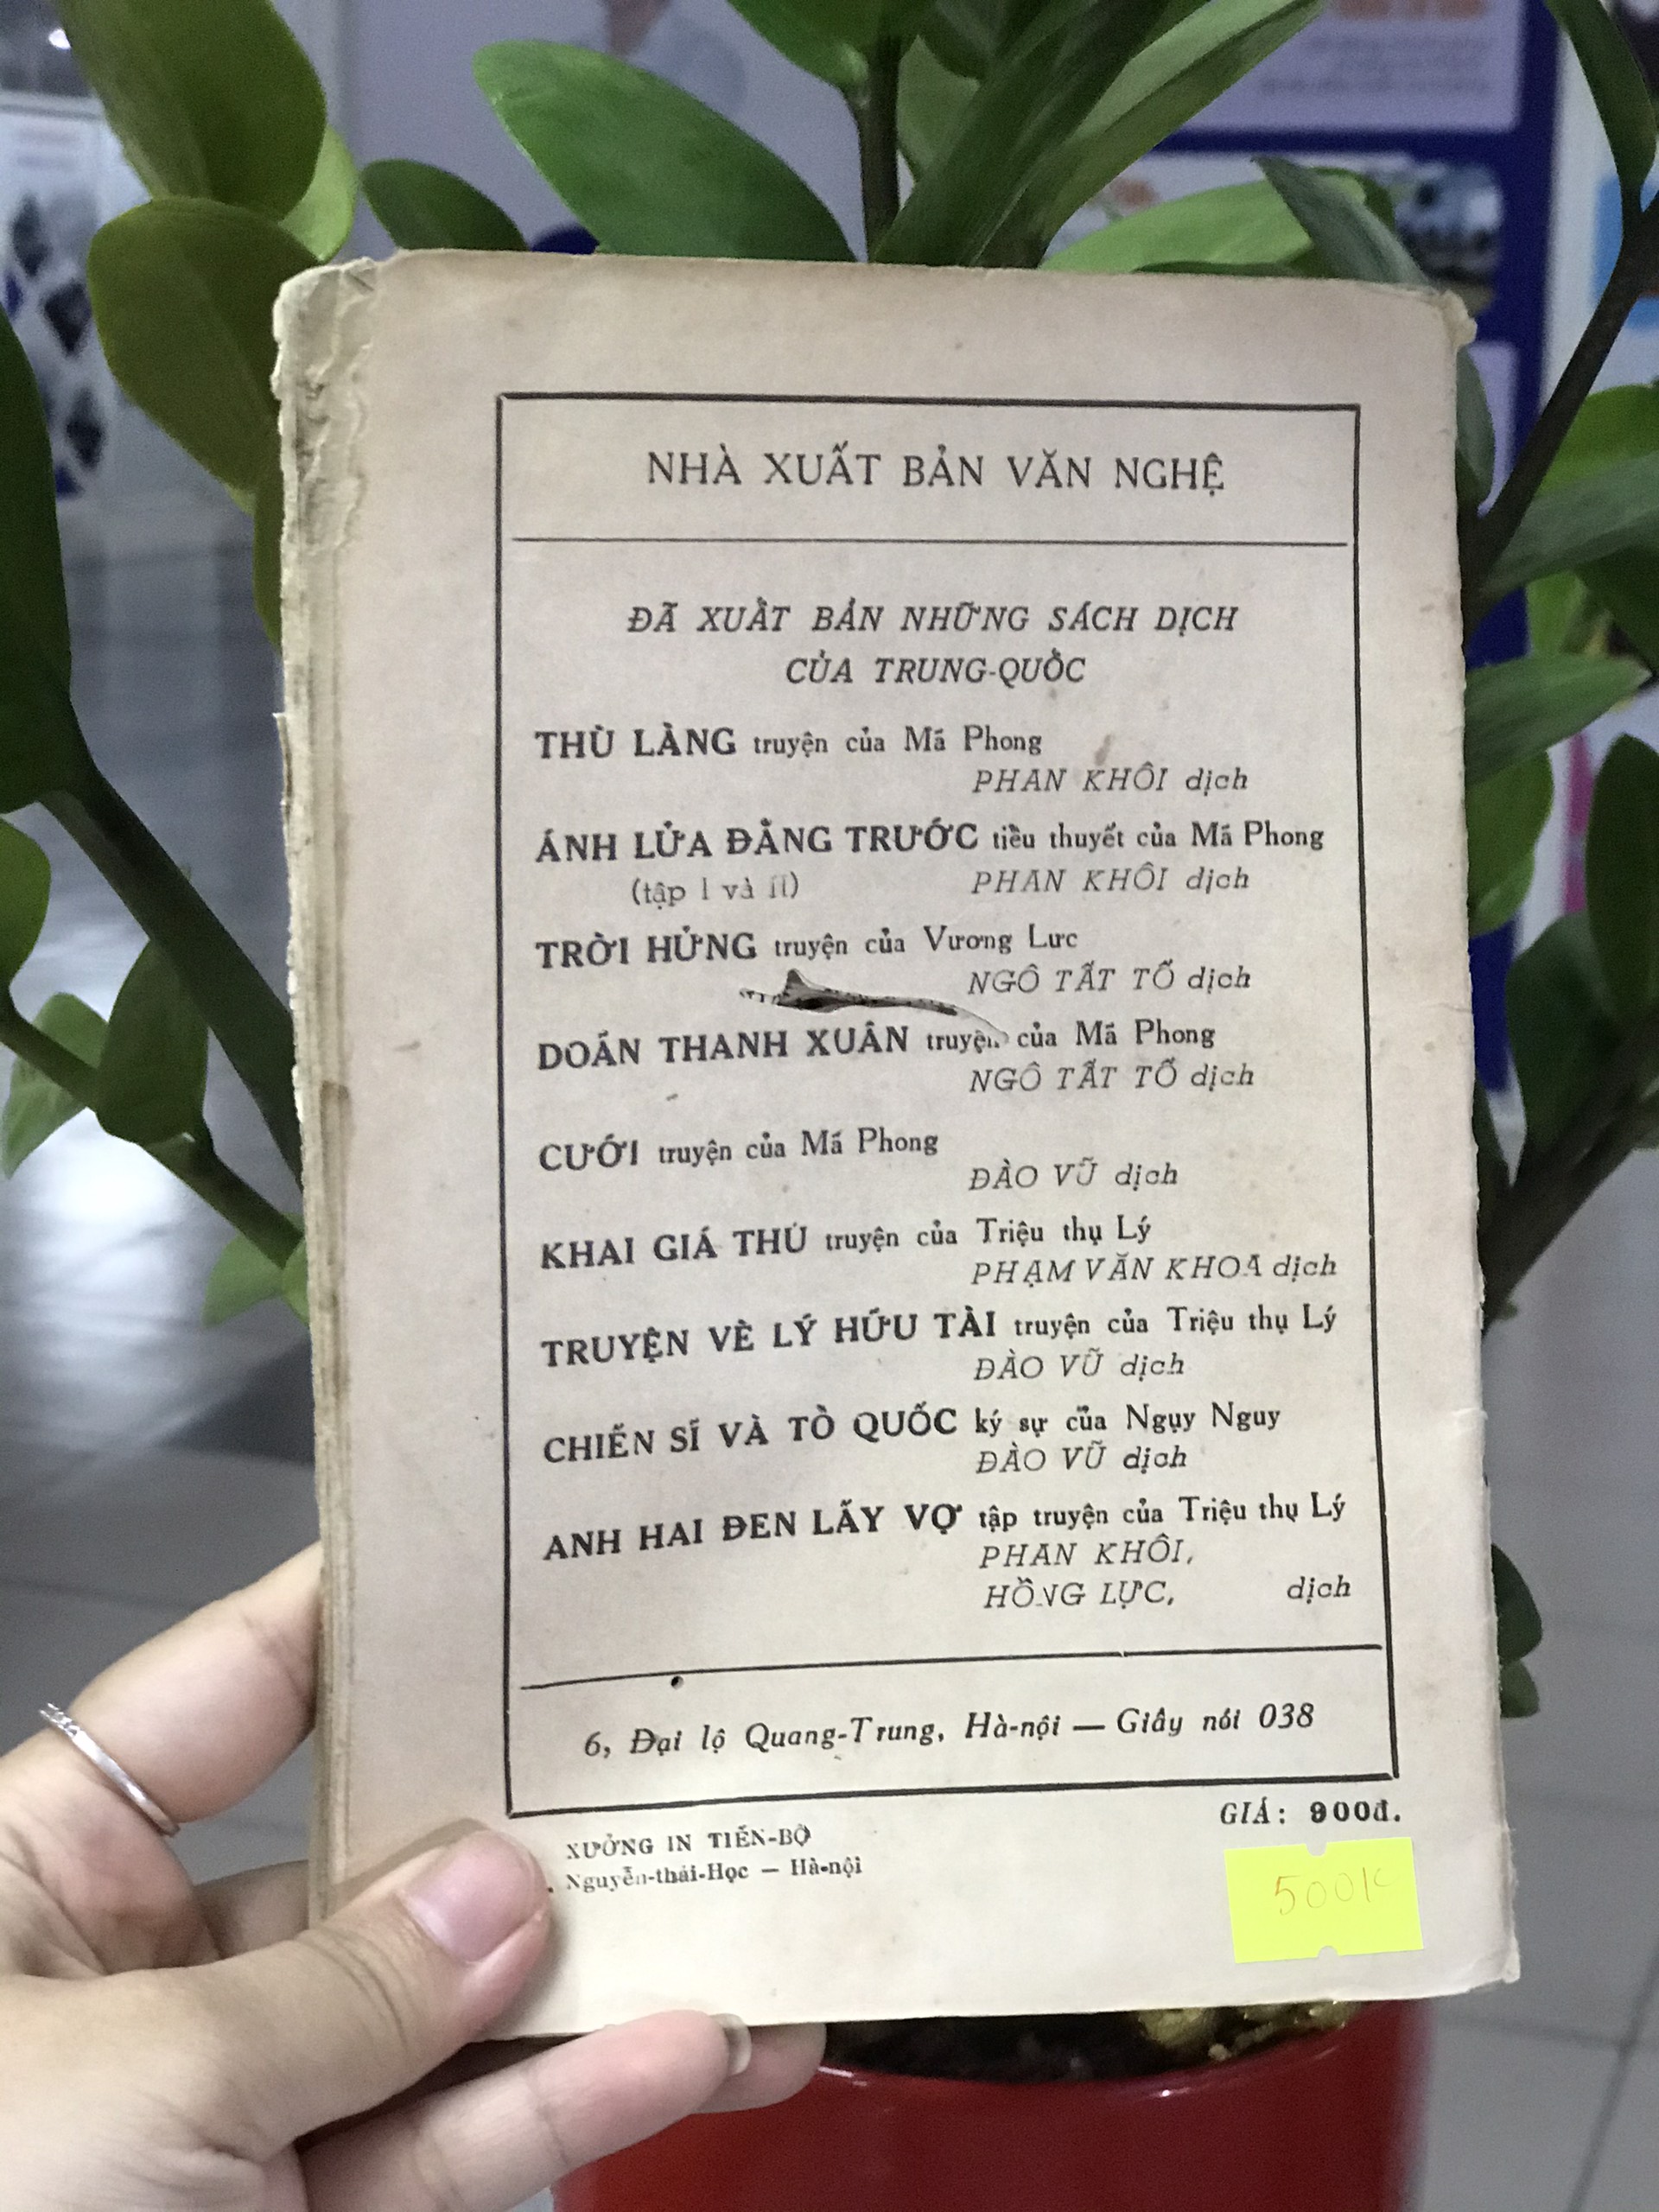 NHÀ XUẤT BẢN VĂN NGHỆ
ĐÃ XUẤT BẢN NHỮNG SÁCH DỊCH
CỦA TRUNG-QUỐC
THÙ LÀNG truyện của Mã Phong
PHAN KHÔI dịch
ÁNH LỬA ĐẰNG TRƯỚC tiểu thuyết của Mã Phong
(tập I và II) PHAN KHÔI dịch
TRỜI HỬNG truyện của Vương Lực
NGÔ TẤT TỐ dịch
DOÃN THANH XUÂN truyện của Mã Phong
NGÔ TẤT TỐ dịch
CƯỚI truyện của Mã Phong
ĐÀO VŨ dịch
KHAI GIÁ THÚ truyện của Triệu thụ Lý
PHẠM VĂN KHOA dịch
TRUYỆN VỀ LÝ HỮU TÀI truyện của Triệu thụ Lý
ĐÀO VŨ dịch
CHIẾN SĨ VÀ TỔ QUỐC ký sự của Ngụy Nguy
ĐÀO VŨ dịch
ANH HAI ĐEN LẤY VỢ tập truyện của Triệu thụ Lý
PHAN KHÔI,
HỒNG LỰC, dịch
6, Đại lộ Quang-Trung, Hà-nội — Giây nói 038
GIÁ: 900đ.
XƯỞNG IN TIẾN-BỘ
Nguyễn-thái-Học — Hà-nội
500K